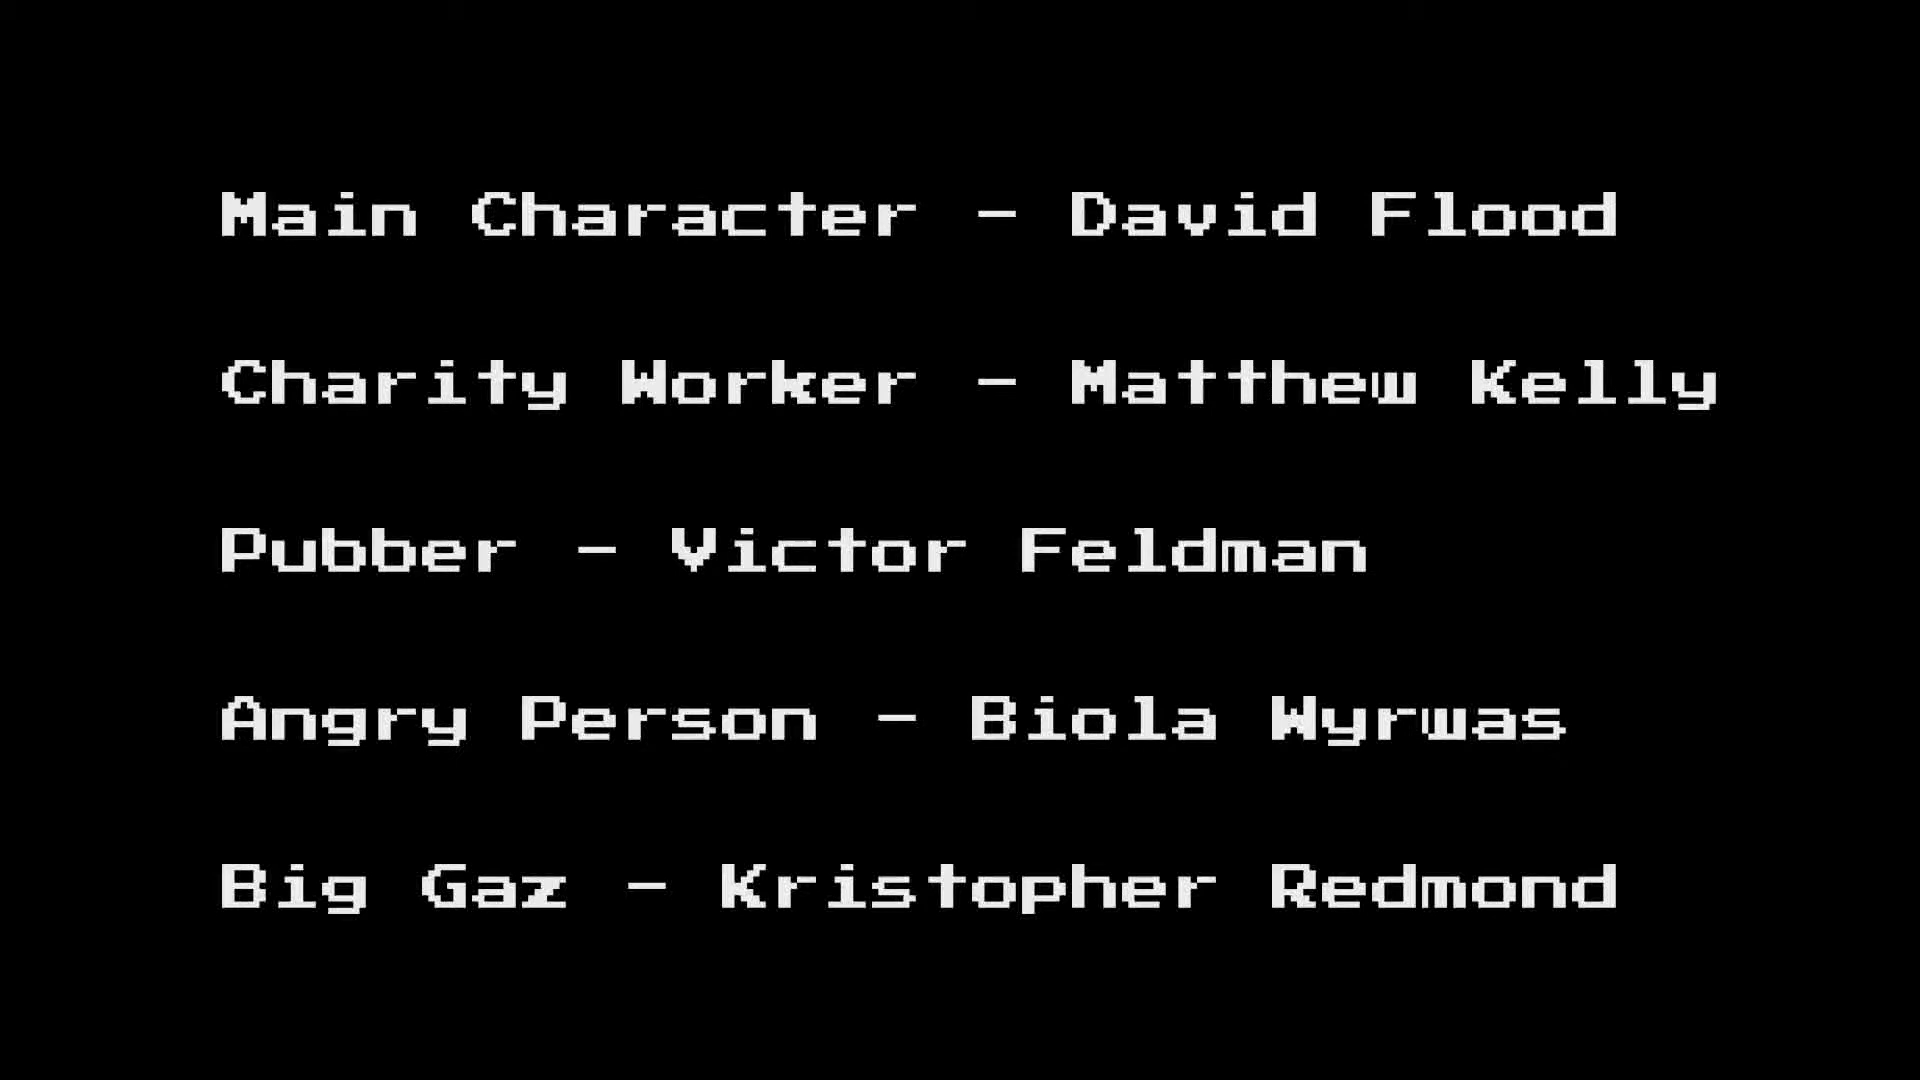 Main Character - David Flood
Charity Worker - Matthew Kelly
Pubber - Victor Feldman
Angry Person - Biola Wyrwas
Big Gaz - Kristopher Redmond